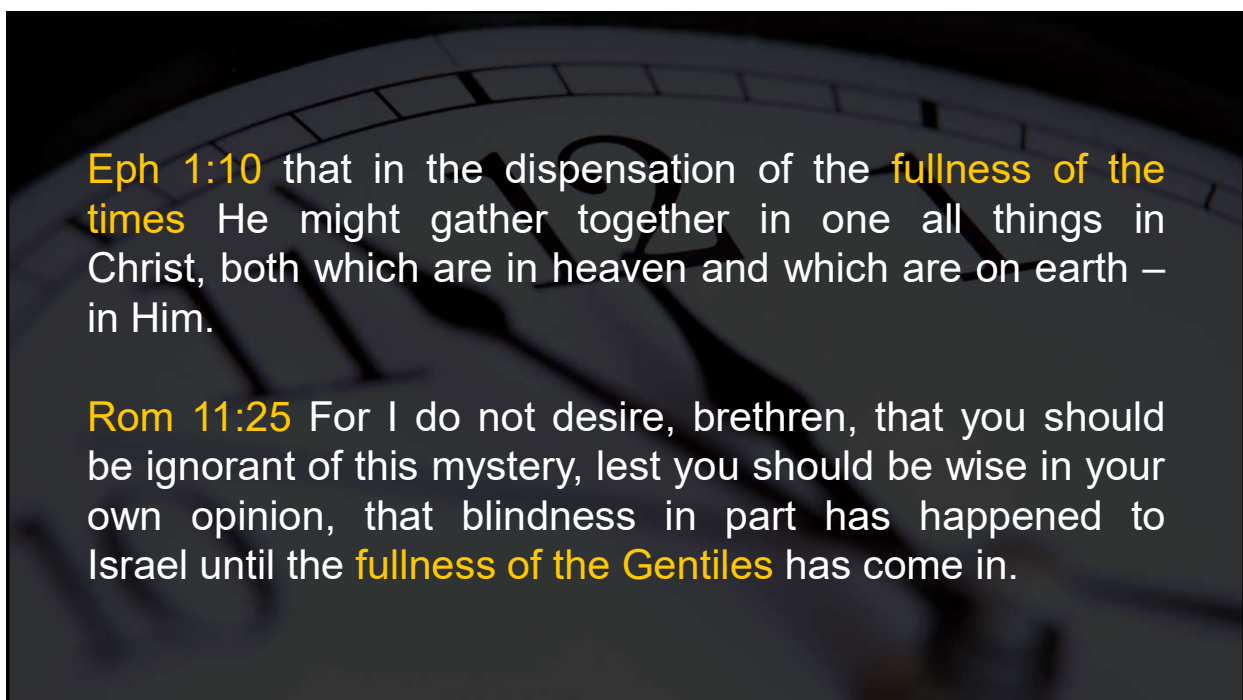 Eph 1:10 that in the dispensation of the fullness of the
times He might gather together in one all things in
Christ, both which are in heaven and which are on earth –
in Him.
Rom 11:25 For I do not desire, brethren, that you should
be ignorant of this mystery, lest you should be wise in your
own opinion, that blindness in part has happened to
Israel until the fullness of the Gentiles has come in.
12
1
11
10